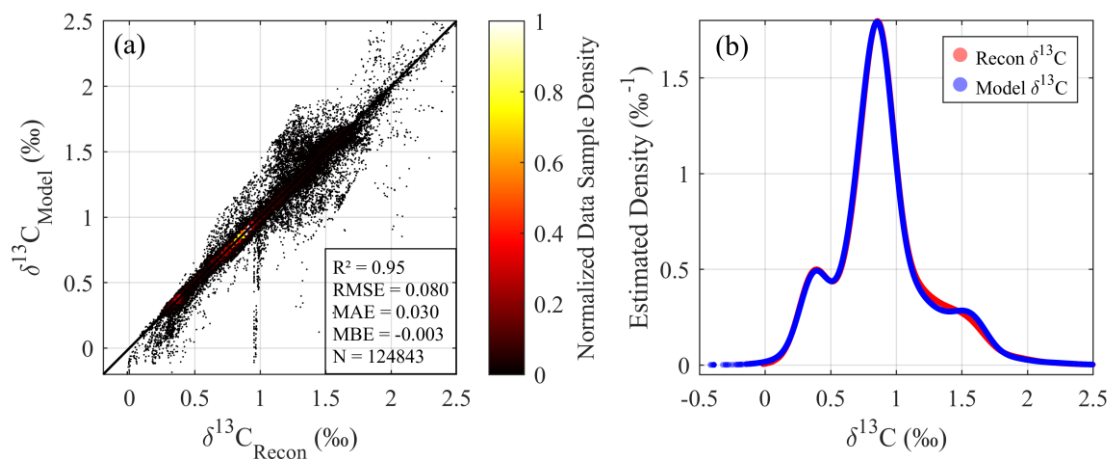 (a)
2.5
2
1.5
1
0.5
0
δ¹³C_Model (‰)
0
0.5
1
1.5
2
2.5
δ¹³C_Recon (‰)
R² = 0.95
RMSE = 0.080
MAE = 0.030
MBE = -0.003
N = 124843
1
0.8
0.6
0.4
0.2
0
Normalized Data Sample Density
(b)
1.5
1
0.5
0
Estimated Density (‰⁻¹)
-0.5
0
0.5
1
1.5
2
2.5
δ¹³C (‰)
Recon δ¹³C
Model δ¹³C